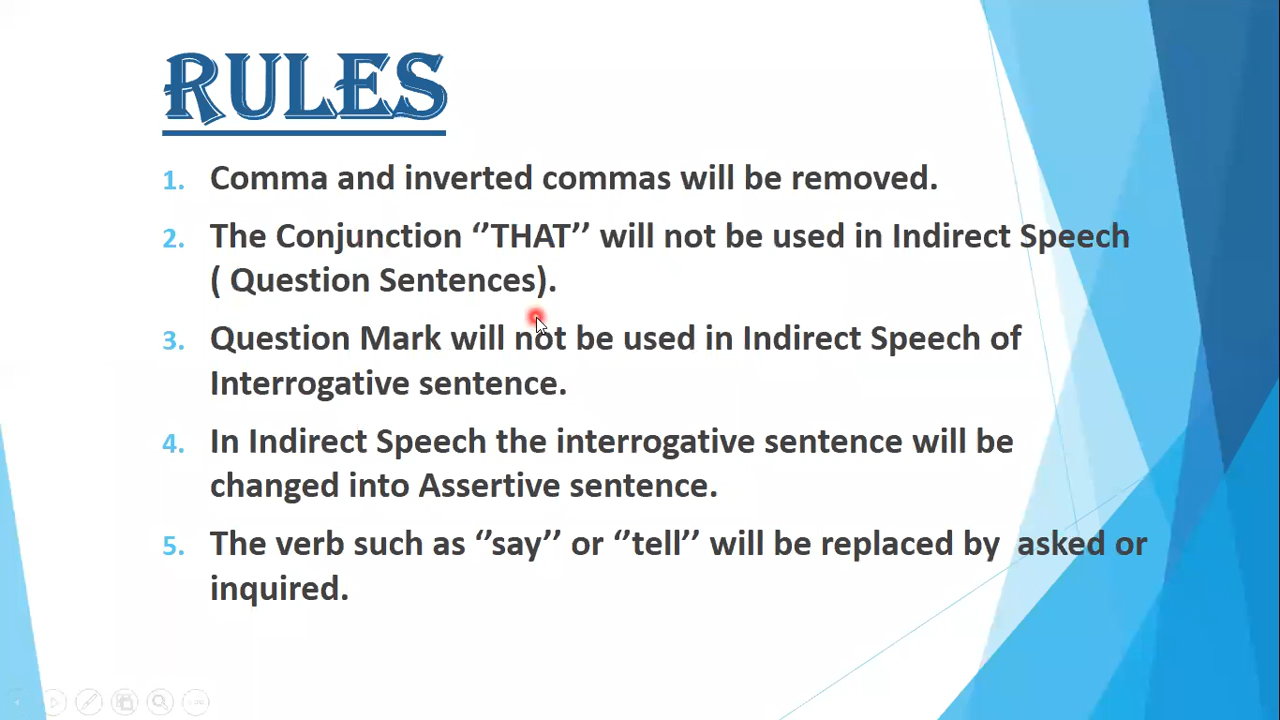 RULES
1. Comma and inverted commas will be removed.
2. The Conjunction ‘’THAT’’ will not be used in Indirect Speech
( Question Sentences).
3. Question Mark will not be used in Indirect Speech of
Interrogative sentence.
4. In Indirect Speech the interrogative sentence will be
changed into Assertive sentence.
5. The verb such as ‘’say’’ or ‘’tell’’ will be replaced by  asked or
inquired.